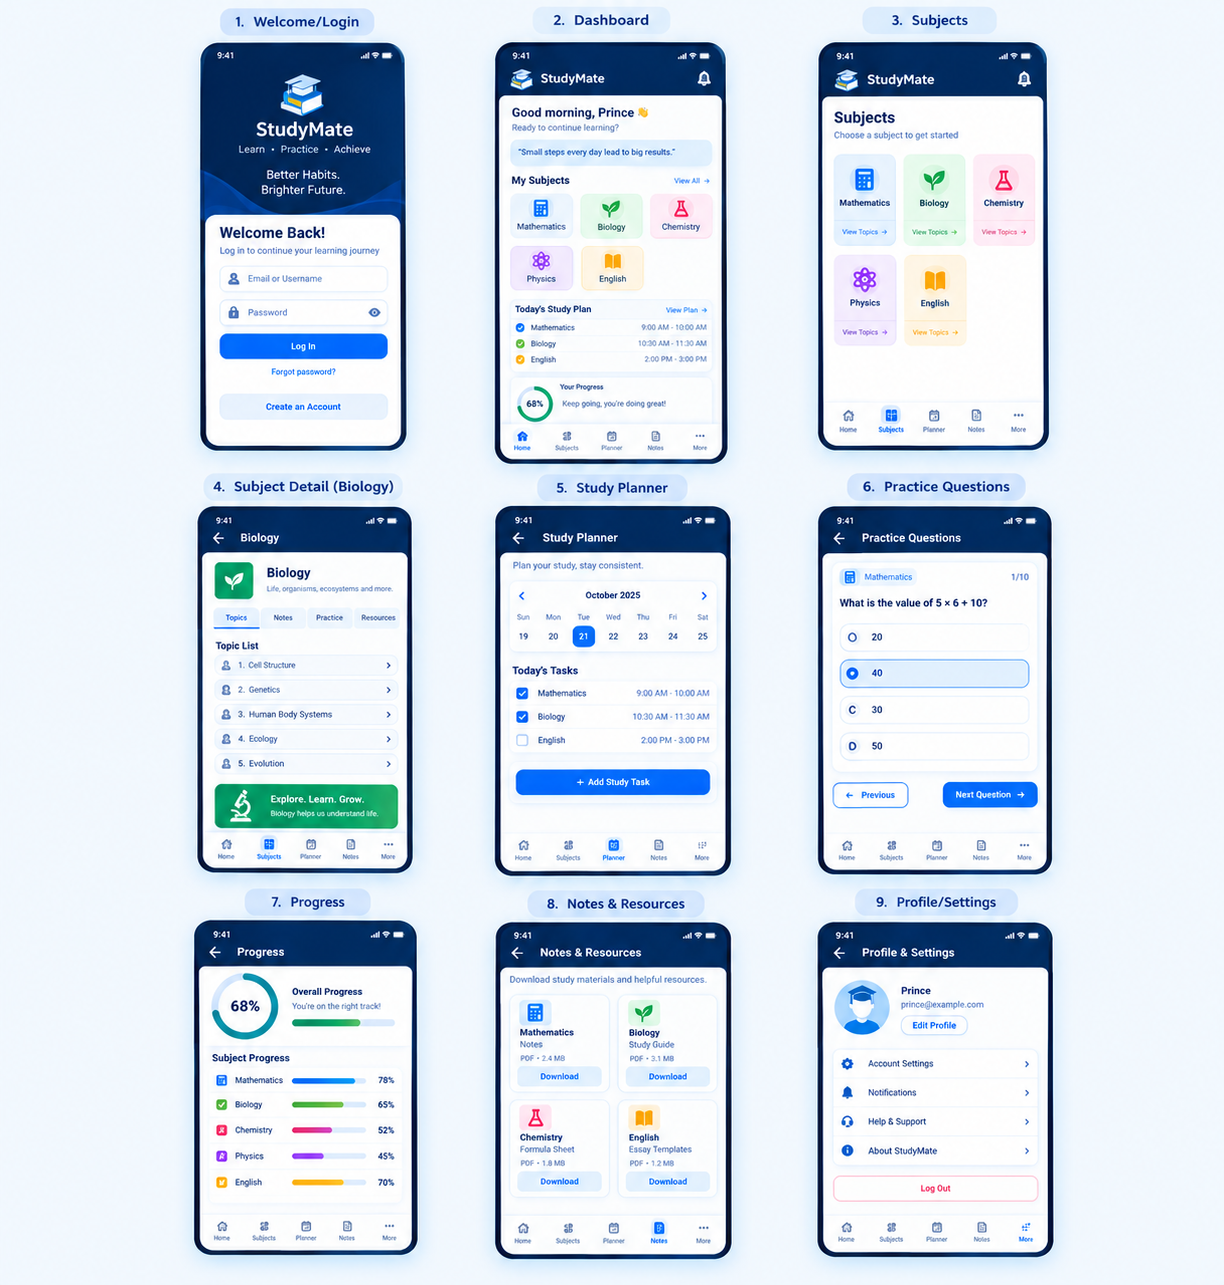 1. Welcome/Login
9:41
StudyMate
Learn • Practice • Achieve
Better Habits.
Brighter Future.
Welcome Back!
Log in to continue your learning journey
Email or Username
Password
Log In
Forgot password?
Create an Account
2. Dashboard
9:41
StudyMate
Good morning, Prince 👋
Ready to continue learning?
"Small steps every day lead to big results."
My Subjects View All →
Mathematics Biology Chemistry
Physics English
Today's Study Plan View Plan →
Mathematics 9:00 AM - 10:00 AM
Biology 10:30 AM - 11:30 AM
English 2:00 PM - 3:00 PM
Your Progress
68% Keep going, you're doing great!
Home Subjects Planner Notes More
3. Subjects
9:41
StudyMate
Subjects
Choose a subject to get started
Mathematics Biology Chemistry
View Topics → View Topics → View Topics →
Physics English
View Topics → View Topics →
Home Subjects Planner Notes More
4. Subject Detail (Biology)
9:41
← Biology
Biology
Life, organisms, ecosystems and more.
Topics Notes Practice Resources
Topic List
1. Cell Structure
2. Genetics
3. Human Body Systems
4. Ecology
5. Evolution
Explore. Learn. Grow.
Biology helps us understand life.
Home Subjects Planner Notes More
5. Study Planner
9:41
← Study Planner
Plan your study, stay consistent.
October 2025
Sun Mon Tue Wed Thu Fri Sat
19 20 21 22 23 24 25
Today's Tasks
Mathematics 9:00 AM - 10:00 AM
Biology 10:30 AM - 11:30 AM
English 2:00 PM - 3:00 PM
+ Add Study Task
Home Subjects Planner Notes More
6. Practice Questions
9:41
← Practice Questions
Mathematics 1/10
What is the value of 5 × 6 + 10?
O 20
40
C 30
D 50
← Previous Next Question →
Home Subjects Planner Notes More
7. Progress
9:41
← Progress
68%
Overall Progress
You're on the right track!
Subject Progress
Mathematics 78%
Biology 65%
Chemistry 52%
Physics 45%
English 70%
Home Subjects Planner Notes More
8. Notes & Resources
9:41
← Notes & Resources
Download study materials and helpful resources.
Mathematics Biology
Notes Study Guide
PDF • 2.4 MB PDF • 3.1 MB
Download Download
Chemistry English
Formula Sheet Essay Templates
PDF • 1.8 MB PDF • 1.2 MB
Download Download
Home Subjects Planner Notes More
9. Profile/Settings
9:41
← Profile & Settings
Prince
prince@example.com
Edit Profile
Account Settings
Notifications
Help & Support
About StudyMate
Log Out
Home Subjects Planner Notes More